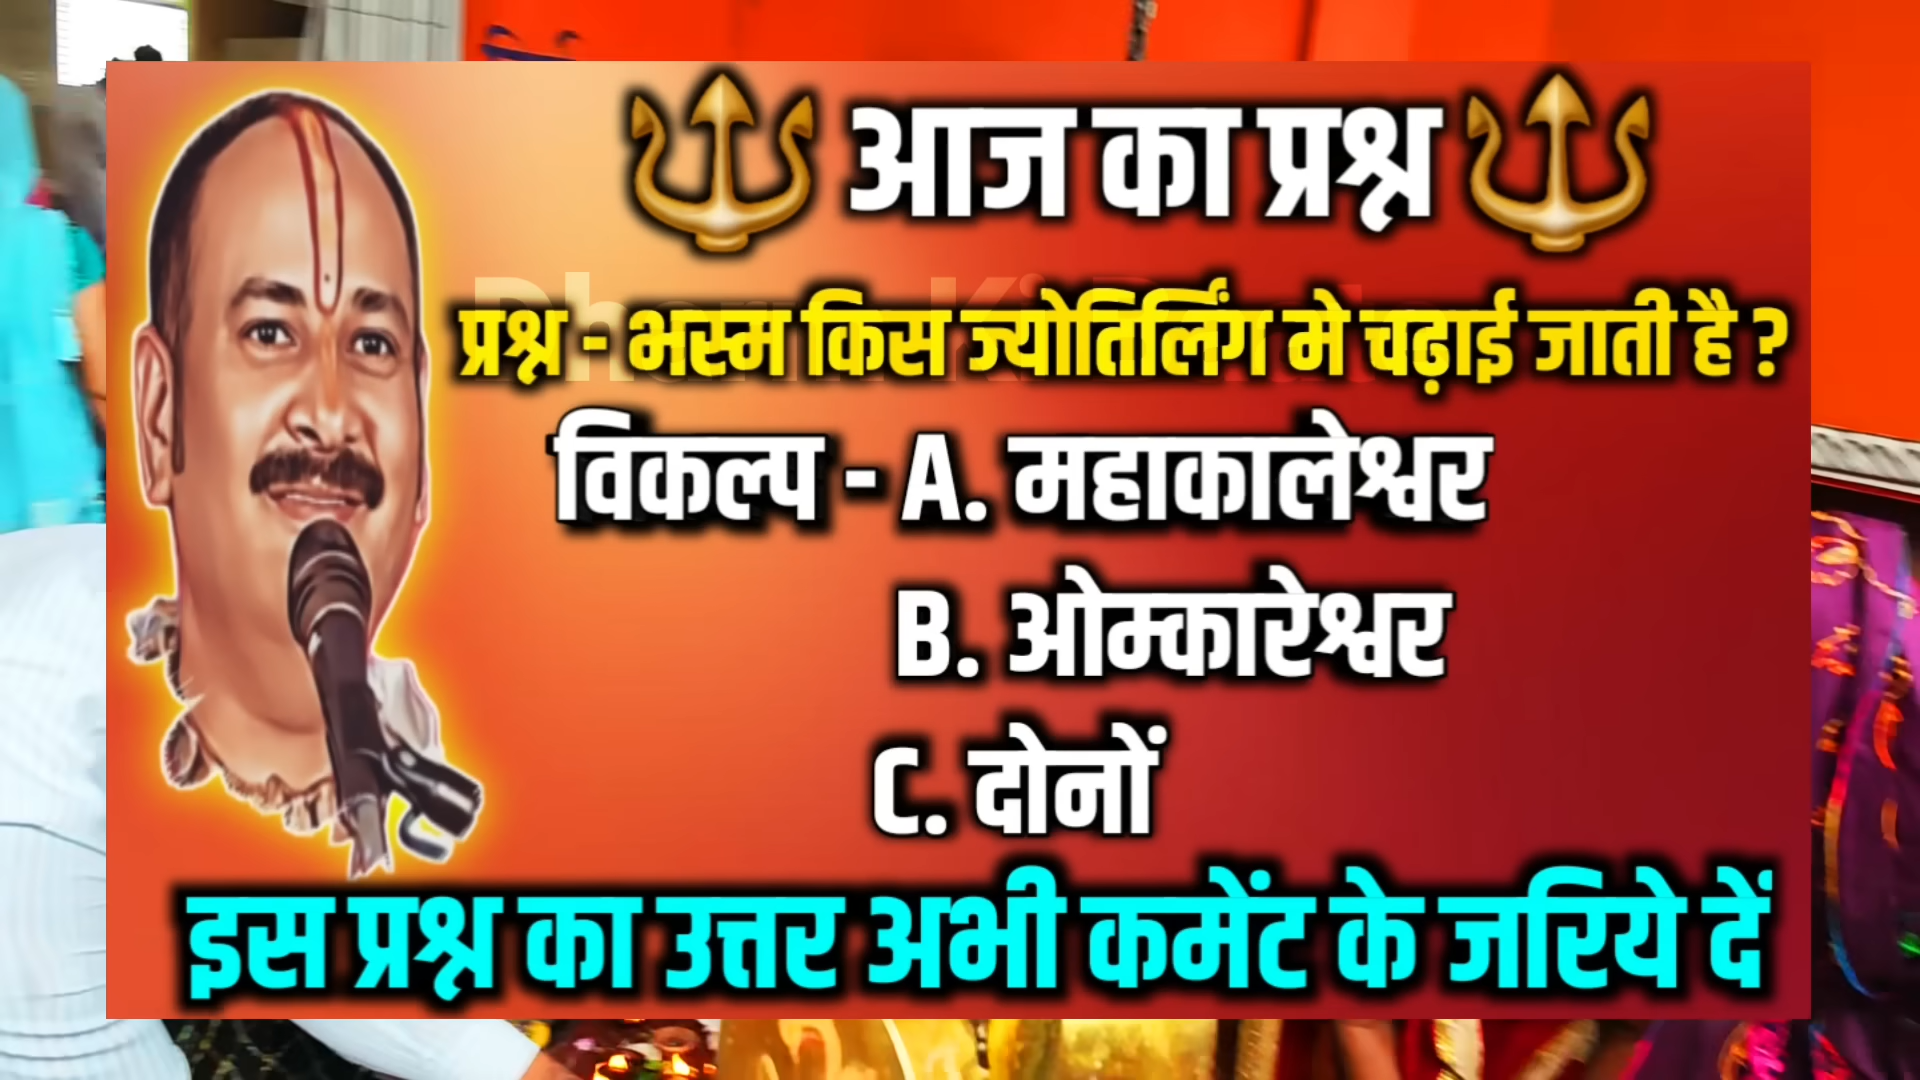 आज का प्रश्न
प्रश्न - भस्म किस ज्योतिर्लिंग मे चढ़ाई जाती है ?
विकल्प - A. महाकालेश्वर
B. ओम्कारेश्वर
C. दोनों
इस प्रश्न का उत्तर अभी कमेंट के जरिये दें